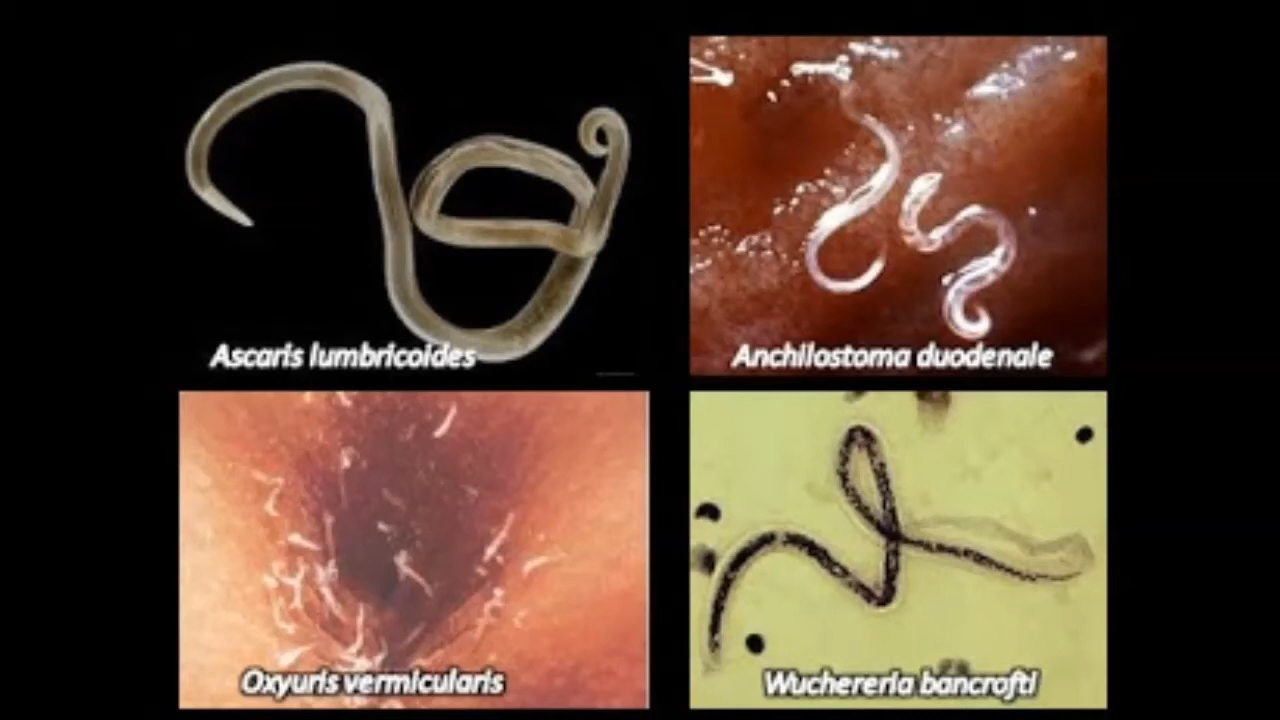 Ascaris lumbricoides
Anchilostoma duodenale
Oxyuris vermicularis
Wuchereria bancrofti